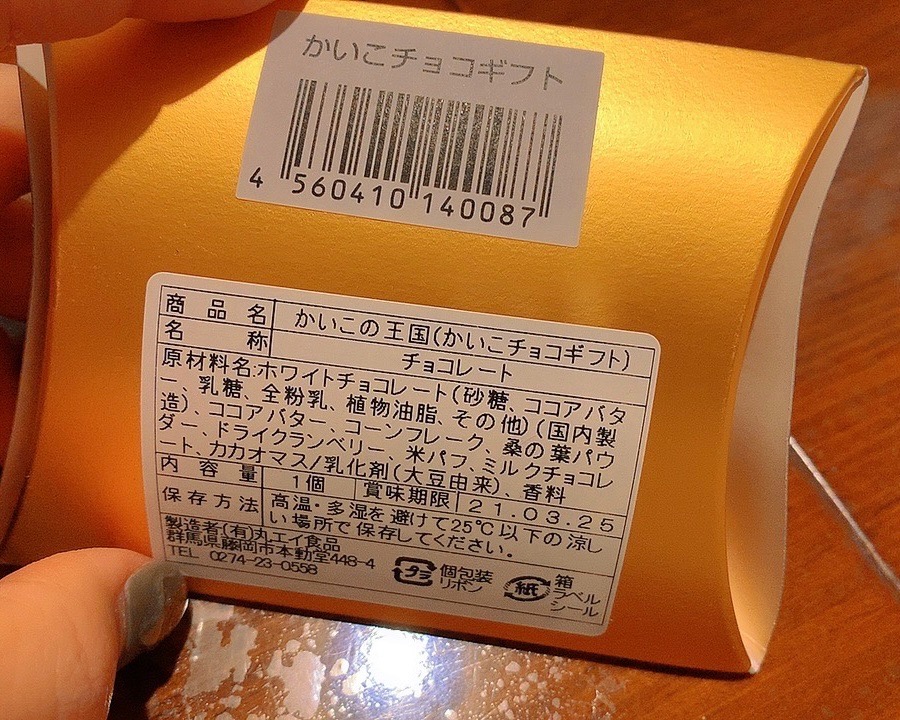 かいこチョコギフト
4 560410 140087
商品名 かいこの王国(かいこチョコギフト)
名称 チョコレート
原材料名:ホワイトチョコレート(砂糖、ココアバタ
ー、乳糖、全粉乳、植物油脂、その他)(国内製
造)、ココアバター、コーンフレーク、桑の葉パウ
ダー、ドライクランベリー、米パフ、ミルクチョコレ
ート、カカオマス/乳化剤(大豆由来)、香料
内容量 1個 賞味期限 21.03.25
保存方法 高温・多湿を避けて25℃以下の涼し
い場所で保存してください。
製造者(有)丸エイ食品
群馬県藤岡市本動堂448-4
TEL 0274-23-0558
プラ 個包装
リボン
紙 箱
ラベル
シール